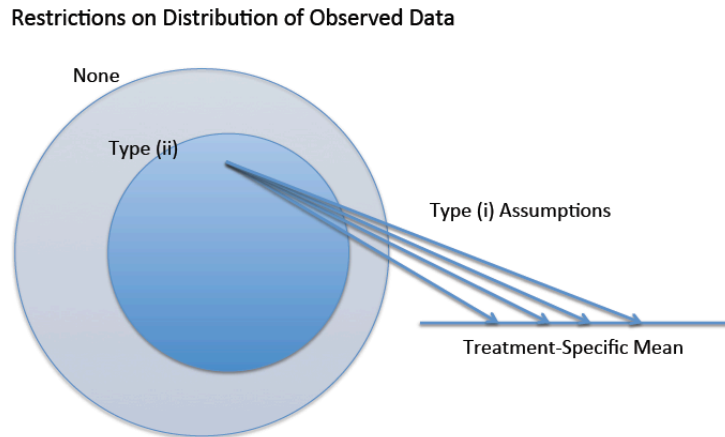 Restrictions on Distribution of Observed Data
None
Type (ii)
Type (i) Assumptions
Treatment-Specific Mean